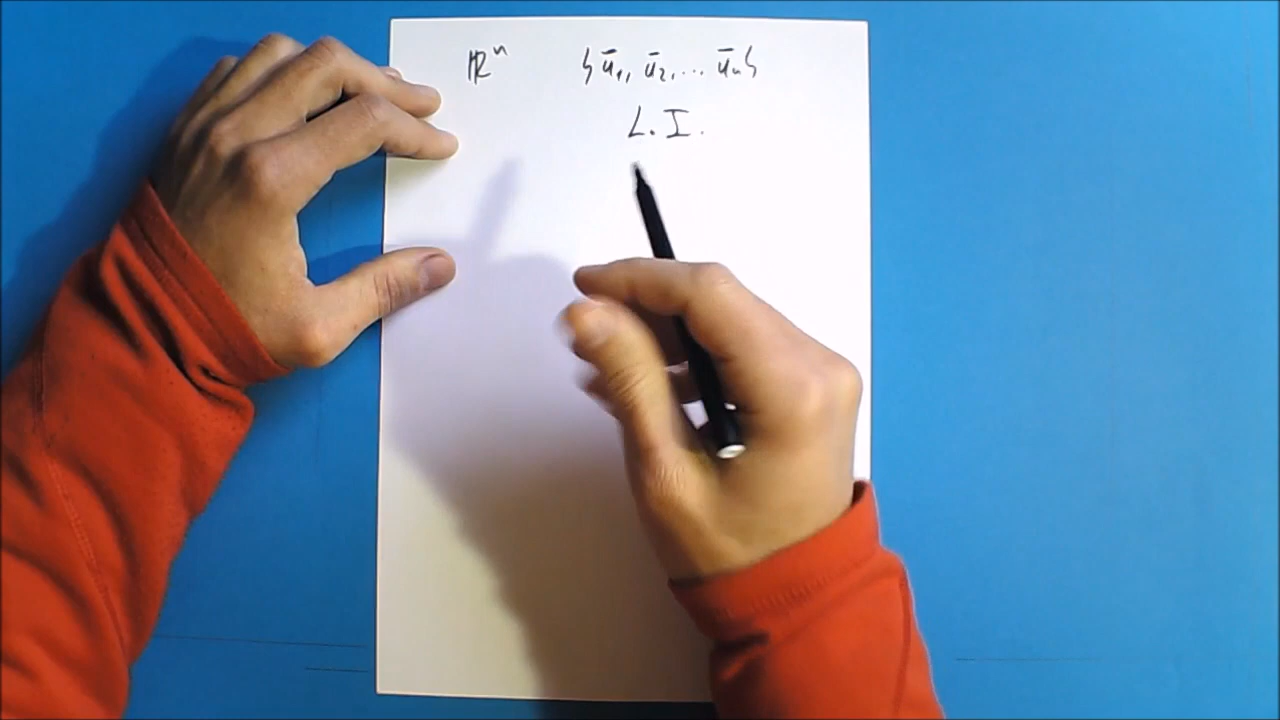 ℝⁿ {ū₁, ū₂, ... ūₙ}
L.I.